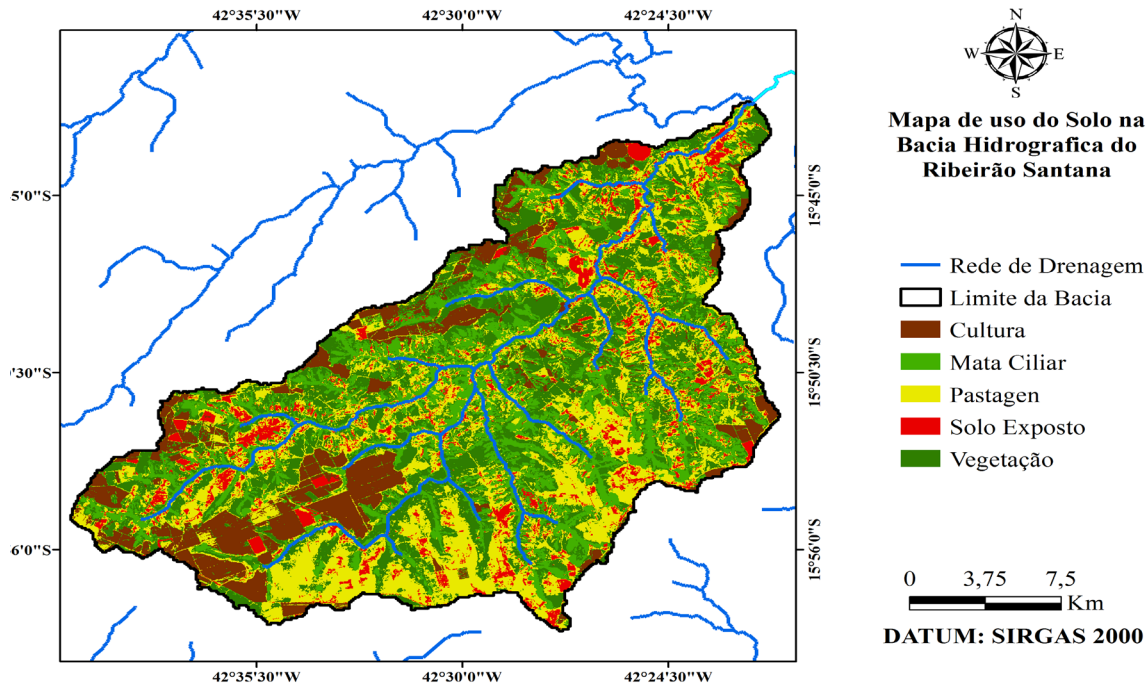 42°35'30"W 42°30'0"W 42°24'30"W
N
W E
S
Mapa de uso do Solo na
Bacia Hidrografica do
Ribeirão Santana
5'0"S 15°45'0"S
Rede de Drenagem
Limite da Bacia
Cultura
Mata Ciliar
0'30"S 15°50'30"S
Pastagen
Solo Exposto
Vegetação
6'0"S 15°56'0"S
0 3,75 7,5
Km
DATUM: SIRGAS 2000
42°35'30"W 42°30'0"W 42°24'30"W